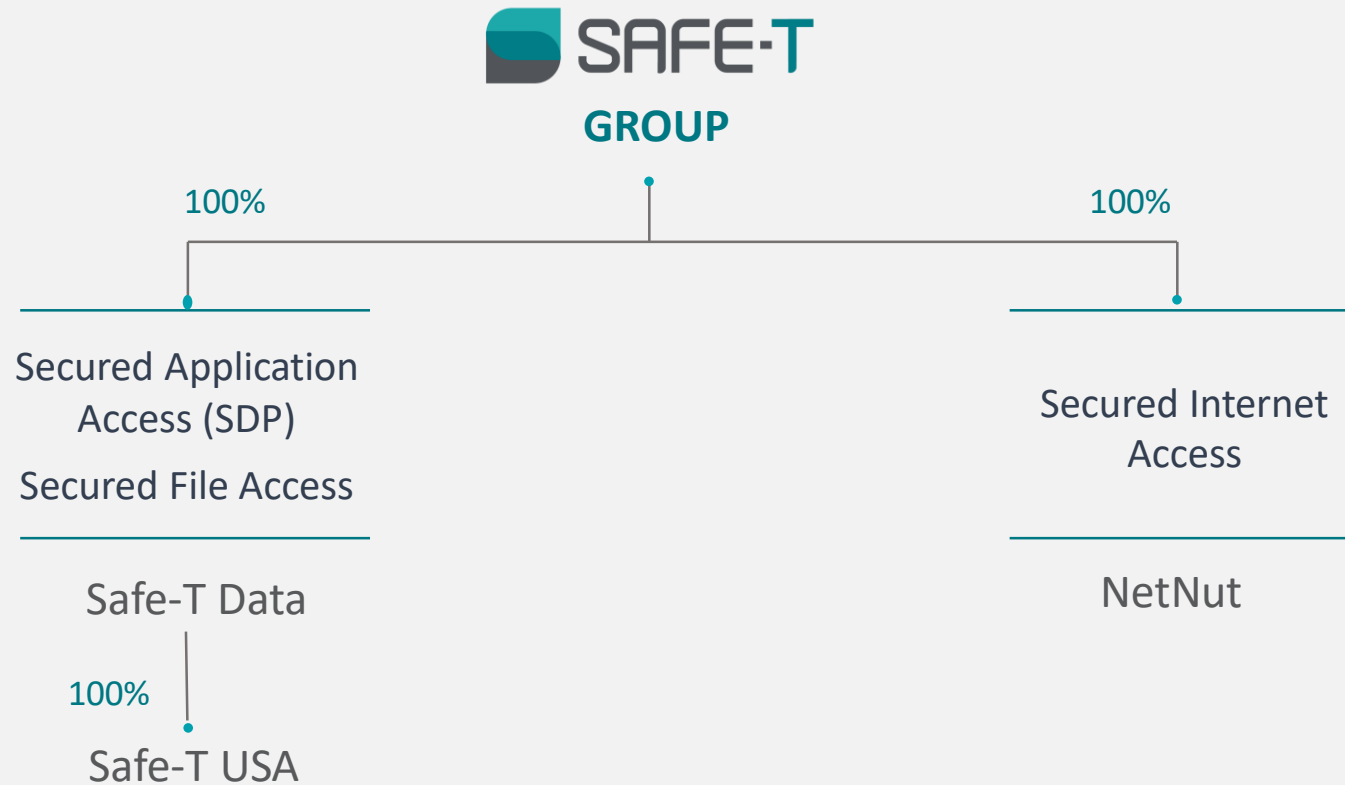 SAFE-T
GROUP
100%
100%
Secured Application
Access (SDP)
Secured File Access
Secured Internet
Access
Safe-T Data
NetNut
100%
Safe-T USA